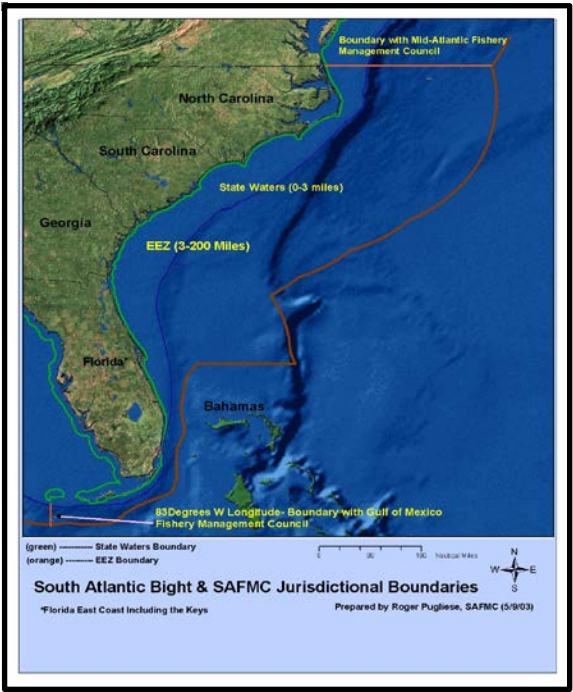 Boundary with Mid-Atlantic Fishery
Management Council
North Carolina
South Carolina
State Waters (0-3 miles)
Georgia
EEZ (3-200 Miles)
Florida*
Bahamas
83Degrees W Longitude- Boundary with Gulf of Mexico
Fishery Management Council
(green) ---------- State Waters Boundary
(orange) ---------- EEZ Boundary
Nautical Miles
N
W E
S
South Atlantic Bight & SAFMC Jurisdictional Boundaries
*Florida East Coast Including the Keys
Prepared by Roger Pugliese, SAFMC (5/9/03)